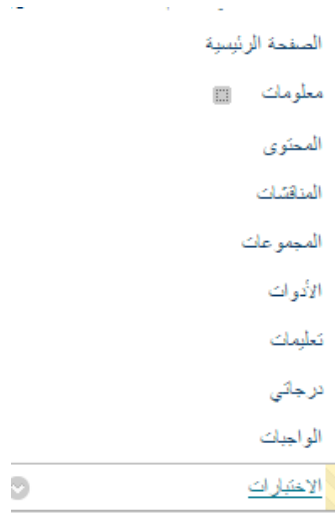 الصفحة الرئيسية
معلومات
المحتوى
المناقشات
المجموعات
الأدوات
تعليمات
درجاتي
الواجبات
الاختبارات